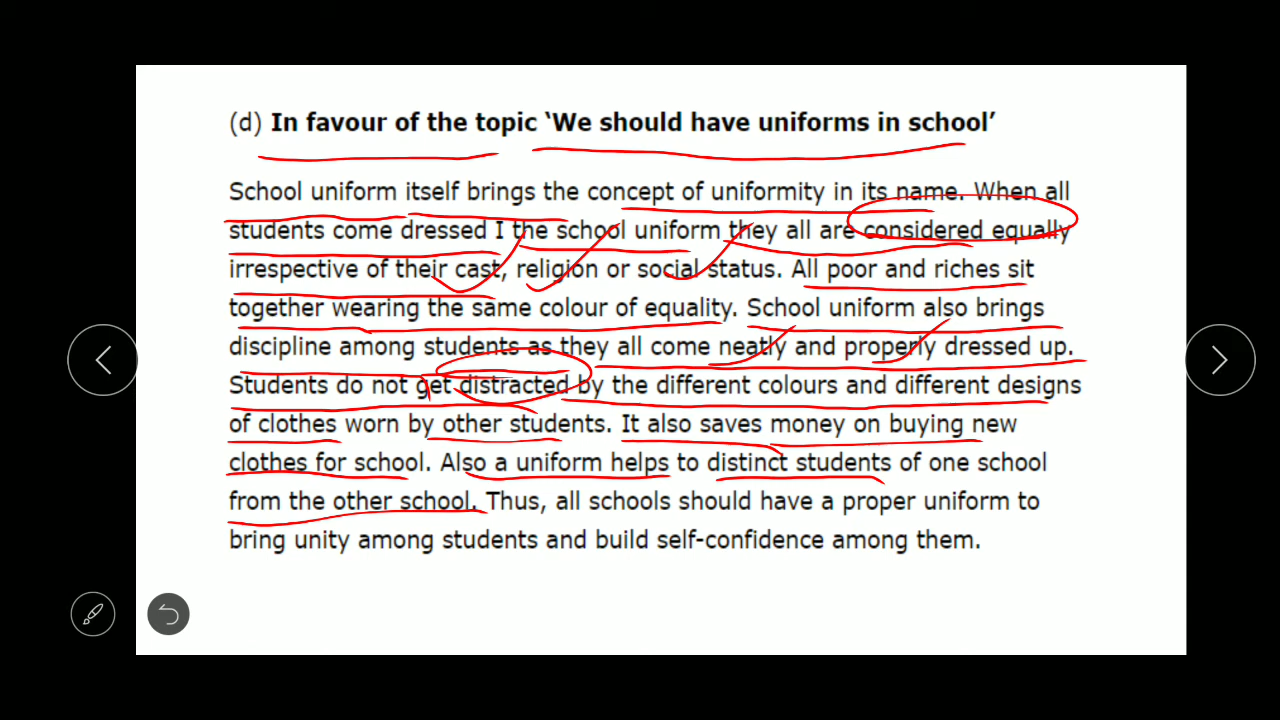 (d) In favour of the topic ‘We should have uniforms in school’
School uniform itself brings the concept of uniformity in its name. When all
students come dressed I the school uniform they all are considered equally
irrespective of their cast, religion or social status. All poor and riches sit
together wearing the same colour of equality. School uniform also brings
discipline among students as they all come neatly and properly dressed up.
Students do not get distracted by the different colours and different designs
of clothes worn by other students. It also saves money on buying new
clothes for school. Also a uniform helps to distinct students of one school
from the other school. Thus, all schools should have a proper uniform to
bring unity among students and build self-confidence among them.